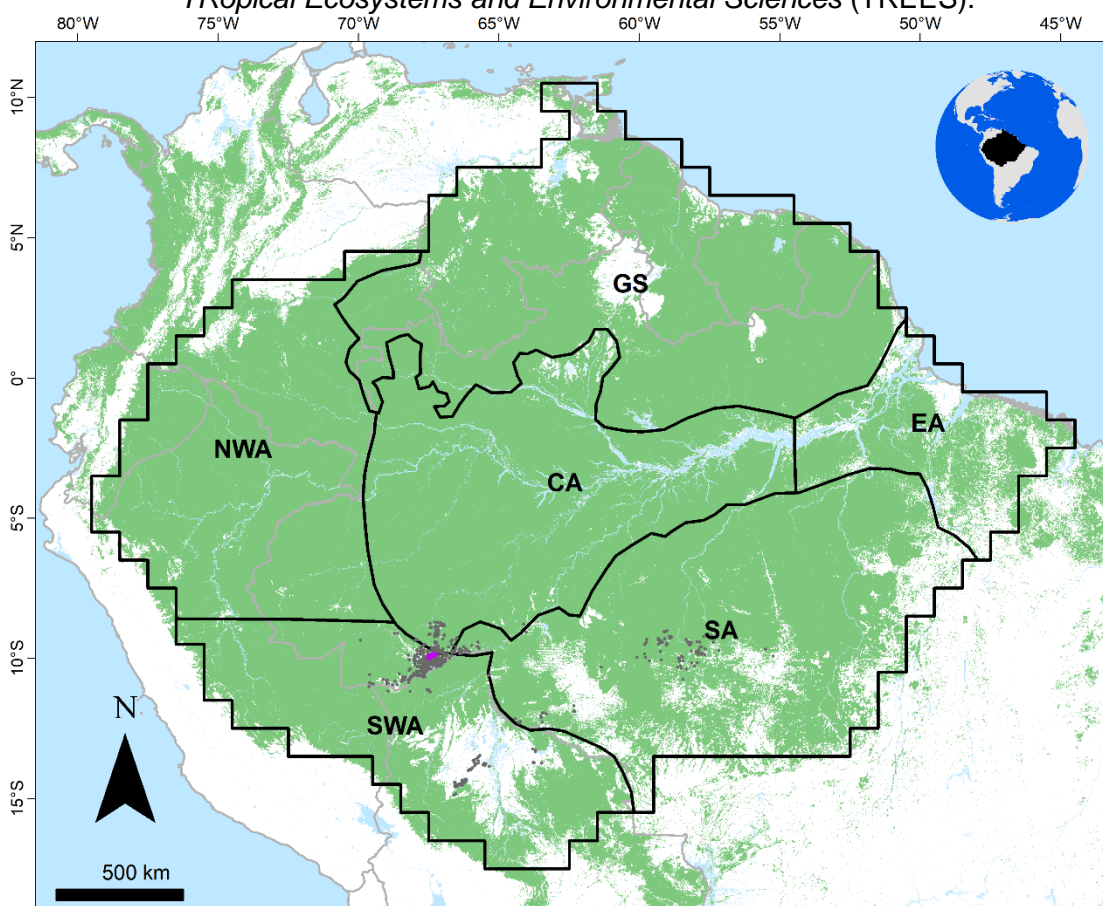 TRopical Ecosystems and Environmental Sciences (TREES).
80°W 75°W 70°W 65°W 60°W 55°W 50°W 45°W
10°N
5°N
GS
0°
EA
NWA
CA
5°S
SA
10°S
N
SWA
15°S
500 km